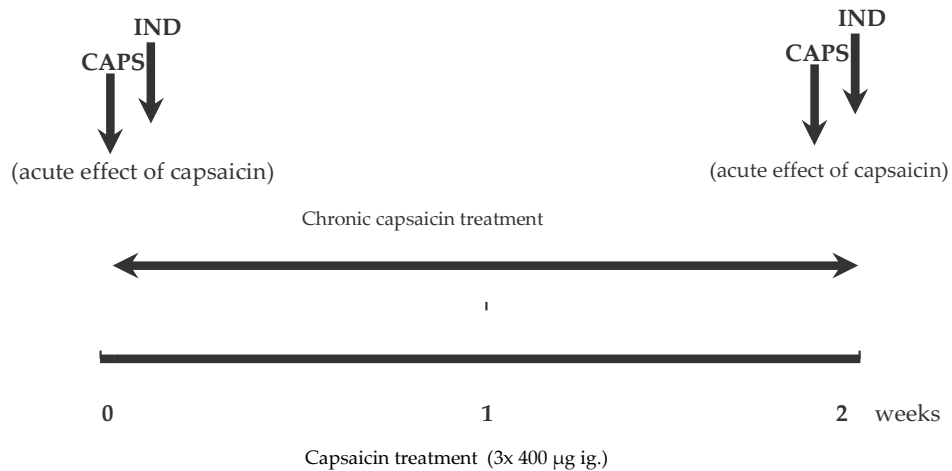 IND
CAPS
(acute effect of capsaicin)
IND
CAPS
(acute effect of capsaicin)
Chronic capsaicin treatment
0 1 2 weeks
Capsaicin treatment (3x 400 µg ig.)